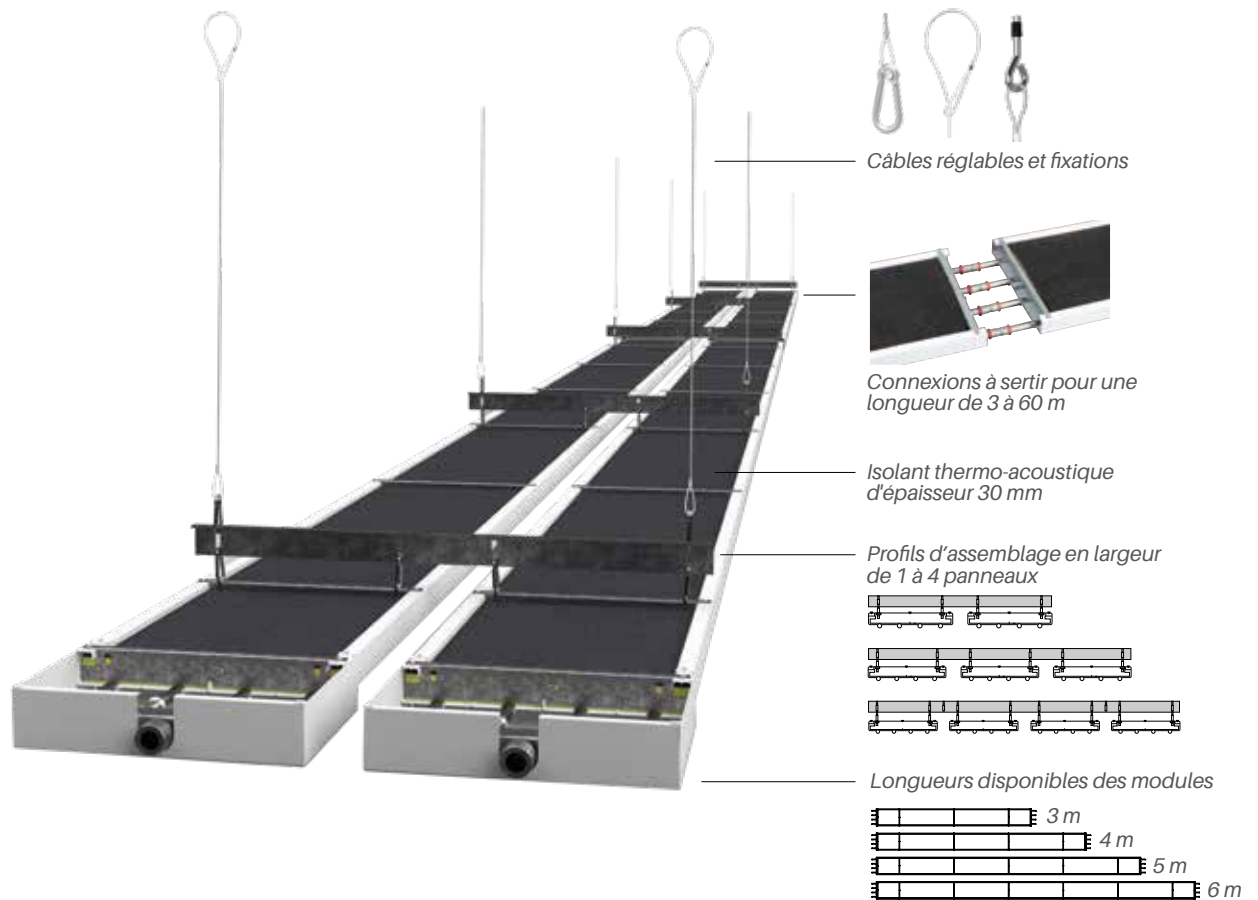 Câbles réglables et fixations
Connexions à sertir pour une
longueur de 3 à 60 m
Isolant thermo-acoustique
d'épaisseur 30 mm
Profils d’assemblage en largeur
de 1 à 4 panneaux
Longueurs disponibles des modules
3 m
4 m
5 m
6 m